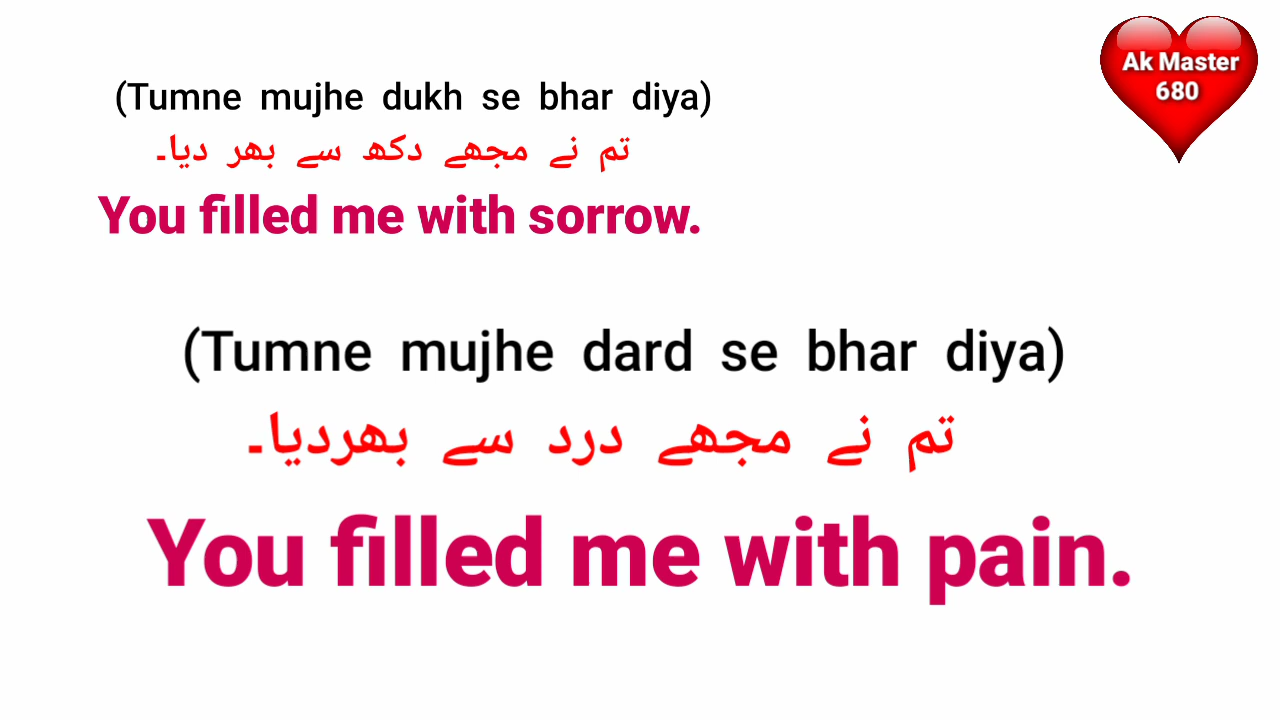 Ak Master
680
(Tumne mujhe dukh se bhar diya)
تم نے مجھے دکھ سے بھر دیا۔
You filled me with sorrow.
(Tumne mujhe dard se bhar diya)
تم نے مجھے درد سے بھردیا۔
You filled me with pain.